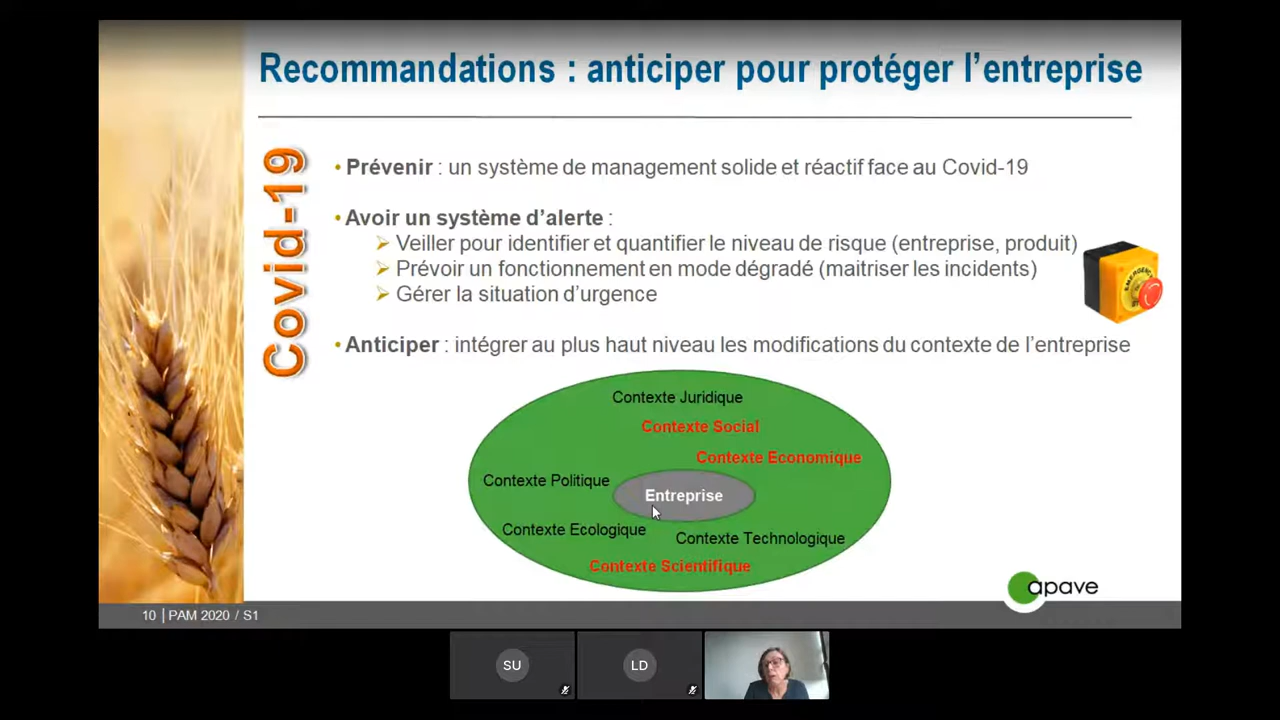 Recommandations : anticiper pour protéger l’entreprise
Covid-19
• Prévenir : un système de management solide et réactif face au Covid-19
• Avoir un système d’alerte :
➢ Veiller pour identifier et quantifier le niveau de risque (entreprise, produit)
➢ Prévoir un fonctionnement en mode dégradé (maitriser les incidents)
➢ Gérer la situation d’urgence
EMERGENCY
• Anticiper : intégrer au plus haut niveau les modifications du contexte de l’entreprise
Contexte Juridique
Contexte Social
Contexte Economique
Contexte Politique
Entreprise
Contexte Ecologique
Contexte Technologique
Contexte Scientifique
apave
10 | PAM 2020 / S1
SU
LD